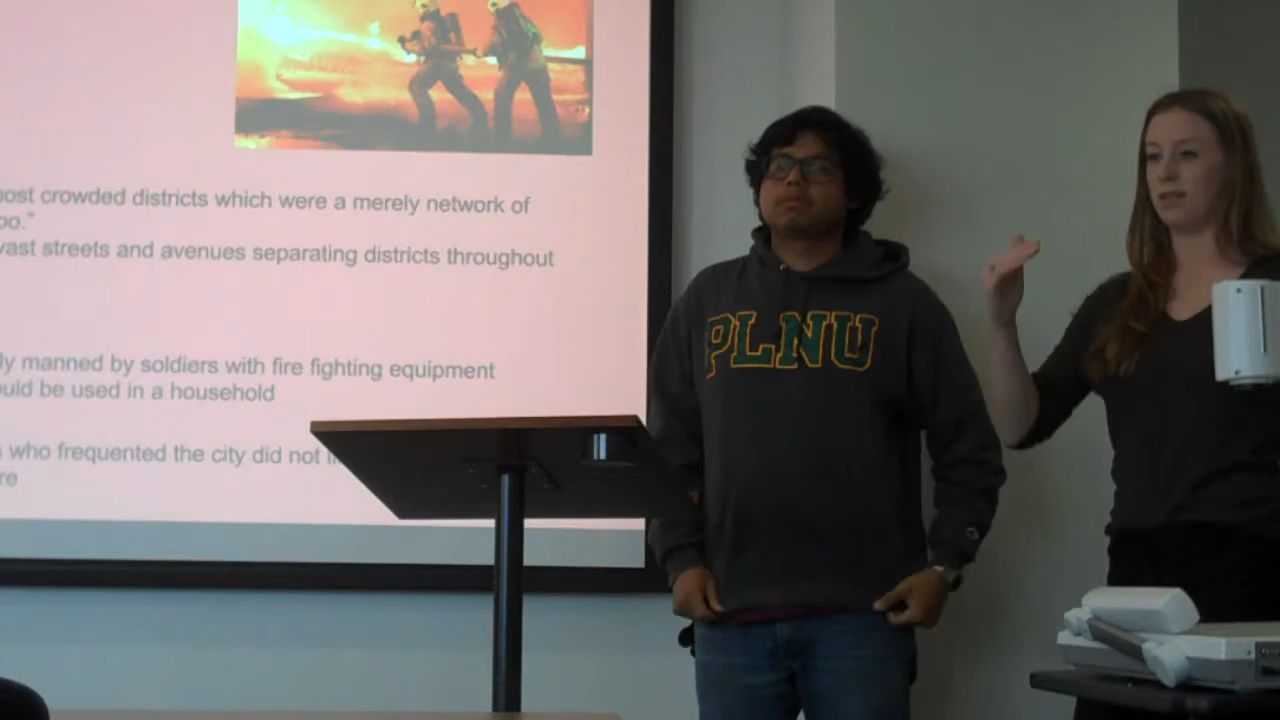 ost crowded districts which were a merely network of
oo."
vast streets and avenues separating districts throughout
ly manned by soldiers with fire fighting equipment
uld be used in a household
who frequented the city did not
re
PLNU